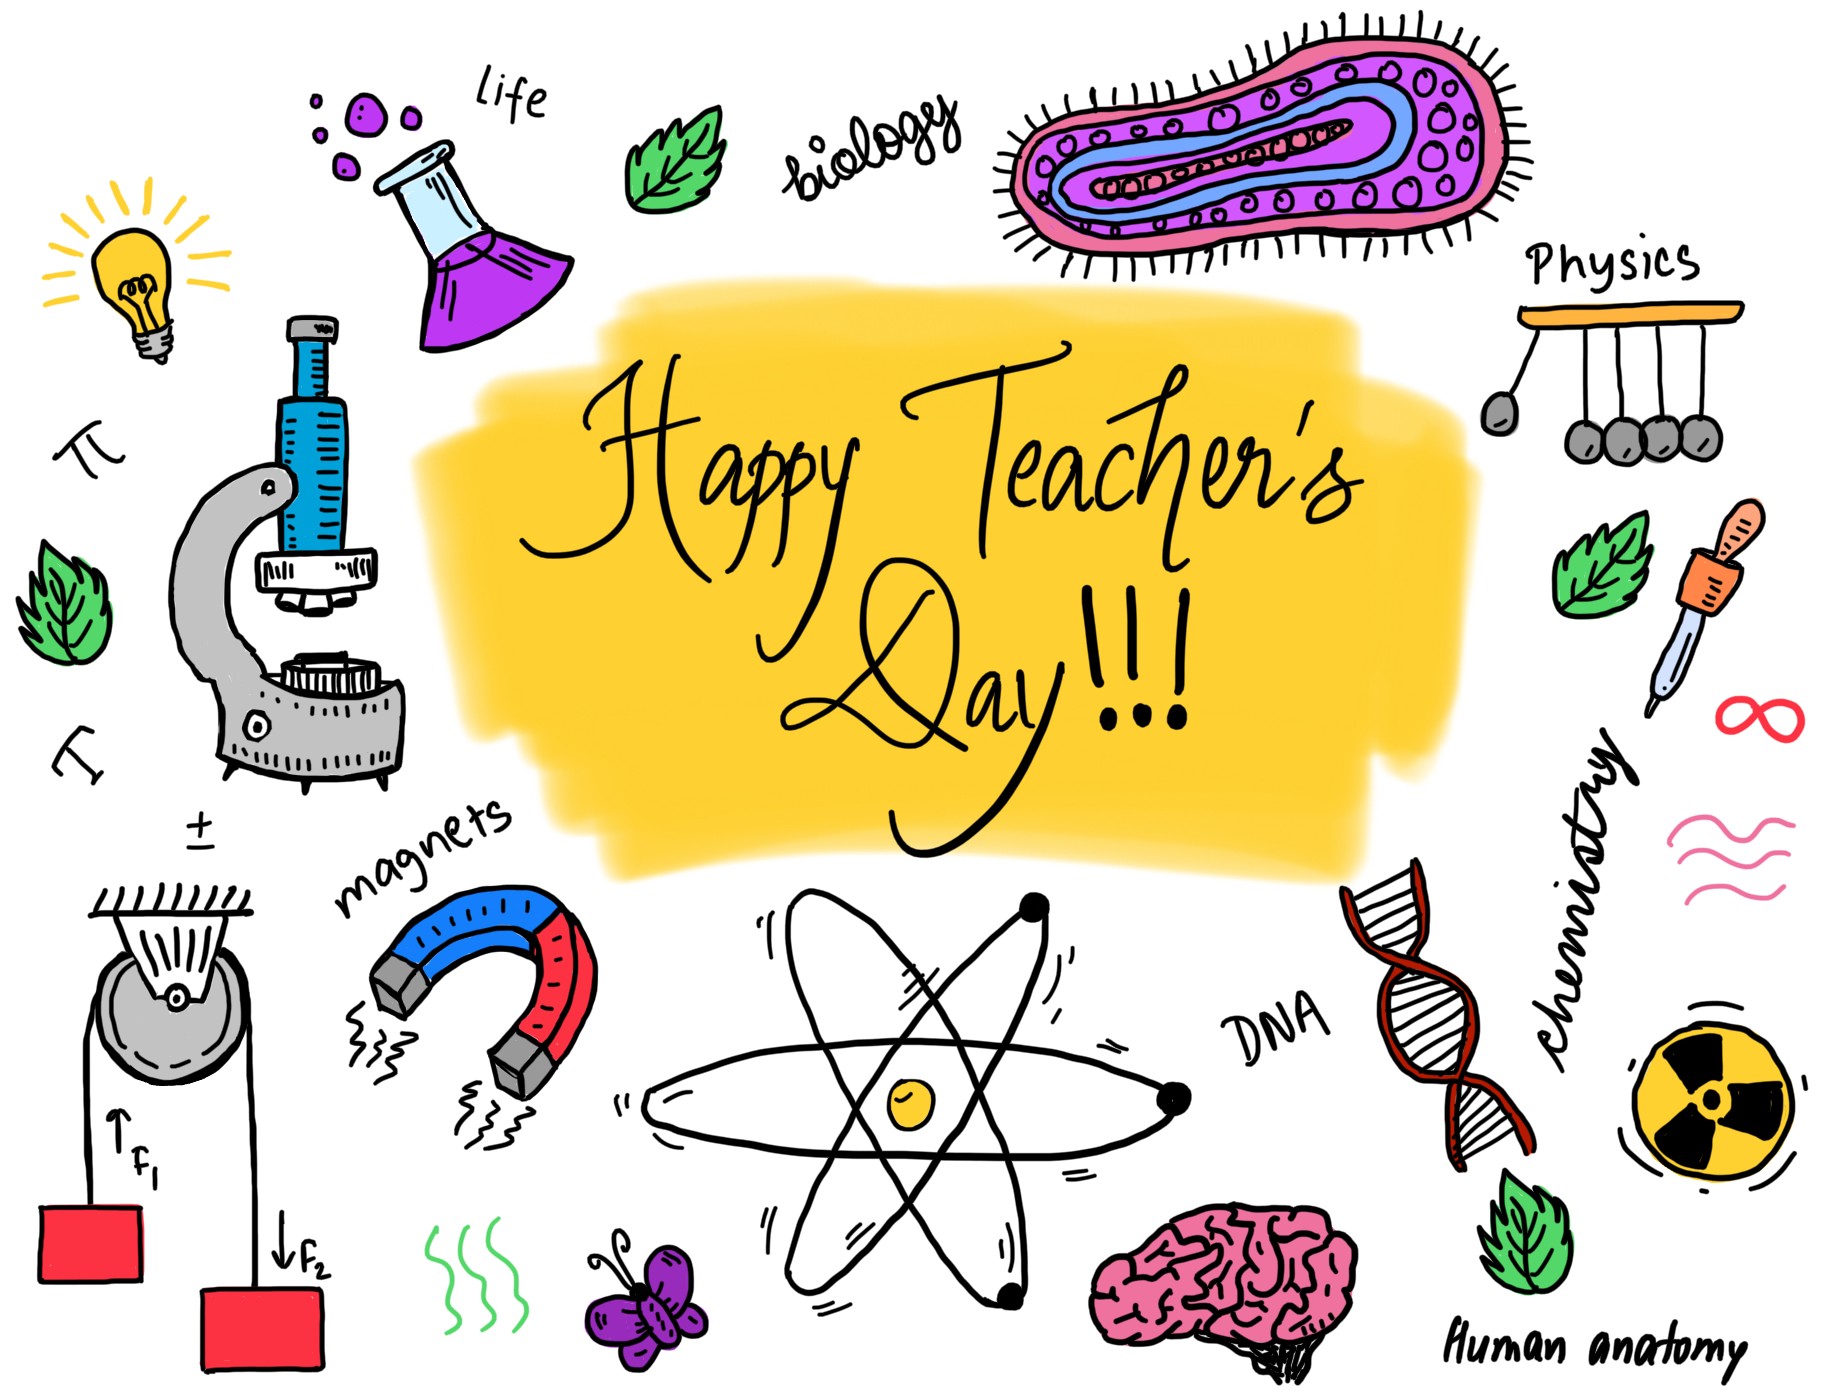 life
biology
Physics
π
Happy Teacher's
Day!!!
T
±
∞
magnets
chemistry
DNA
F1
F2
Human anatomy